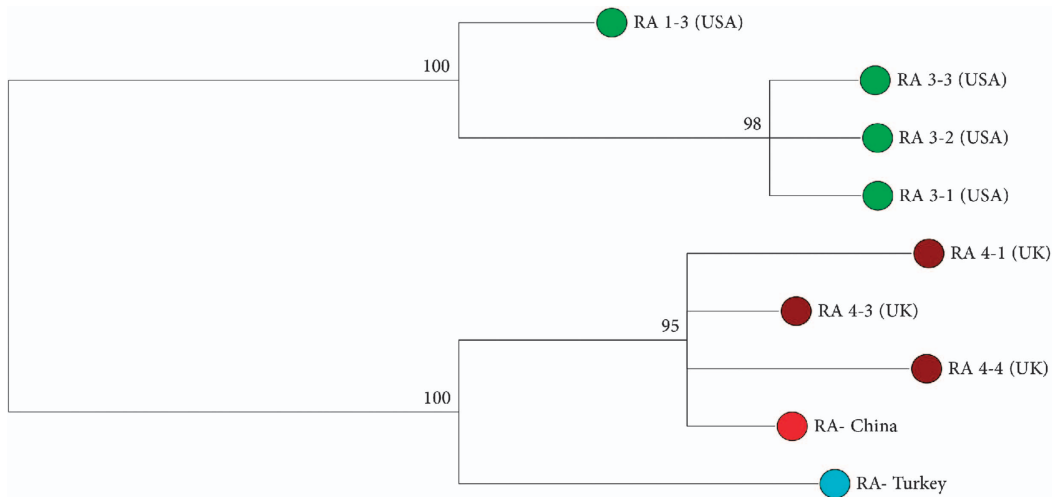 RA 1-3 (USA)
100
RA 3-3 (USA)
98
RA 3-2 (USA)
RA 3-1 (USA)
RA 4-1 (UK)
RA 4-3 (UK)
95
RA 4-4 (UK)
100
RA- China
RA- Turkey